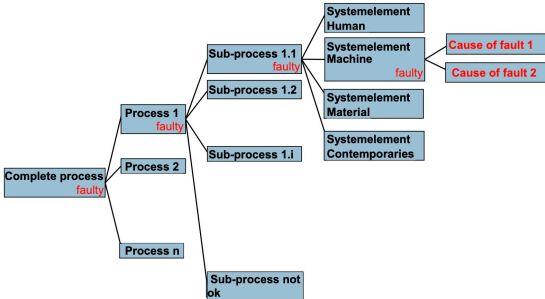 Systemelement
Human
Sub-process 1.1
faulty
Systemelement
Machine
faulty
Cause of fault 1
Cause of fault 2
Sub-process 1.2
Systemelement
Material
Process 1
faulty
Systemelement
Contemporaries
Sub-process 1.i
Process 2
Complete process
faulty
Process n
Sub-process not
ok